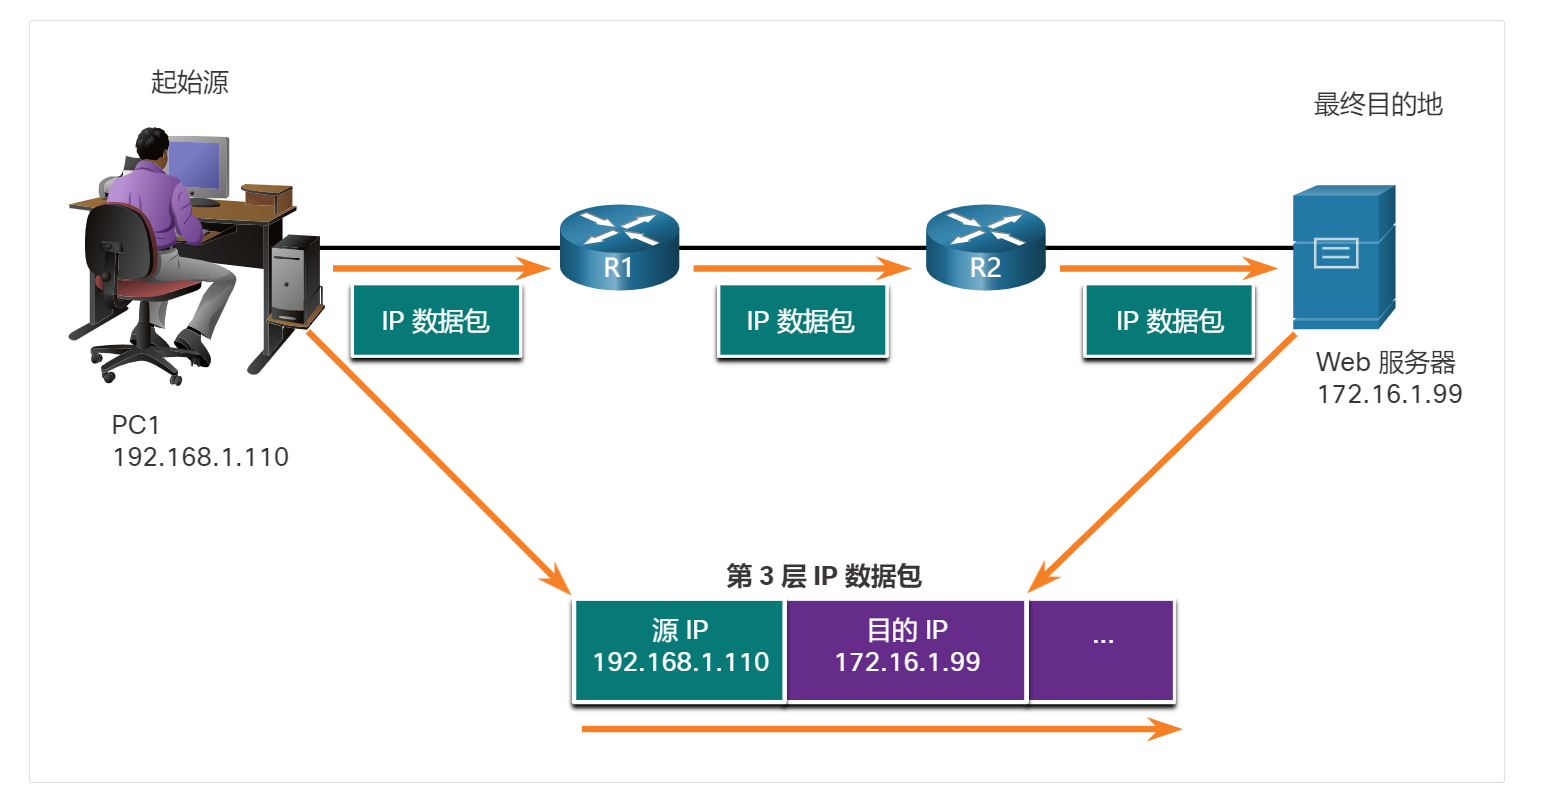 起始源
最终目的地
R1
R2
IP 数据包
IP 数据包
IP 数据包
Web 服务器
172.16.1.99
PC1
192.168.1.110
第 3 层 IP 数据包
源 IP
192.168.1.110
目的 IP
172.16.1.99
...